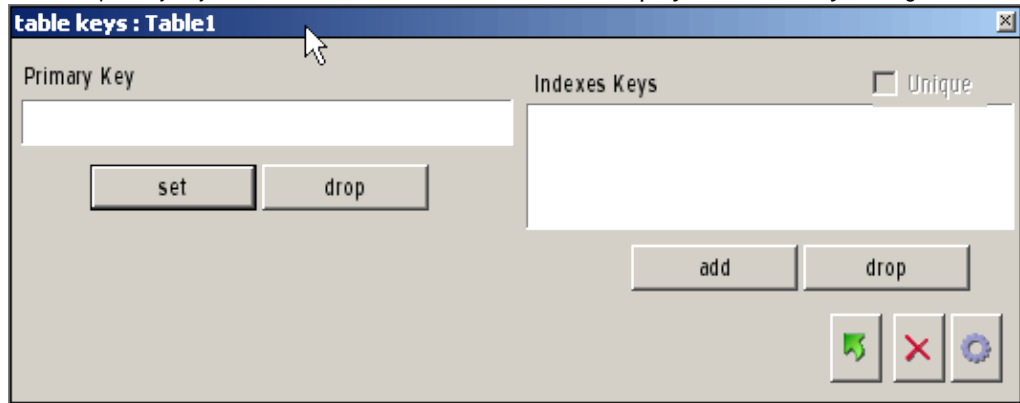 table keys : Table1
Primary Key
Indexes Keys
Unique
set
drop
add
drop